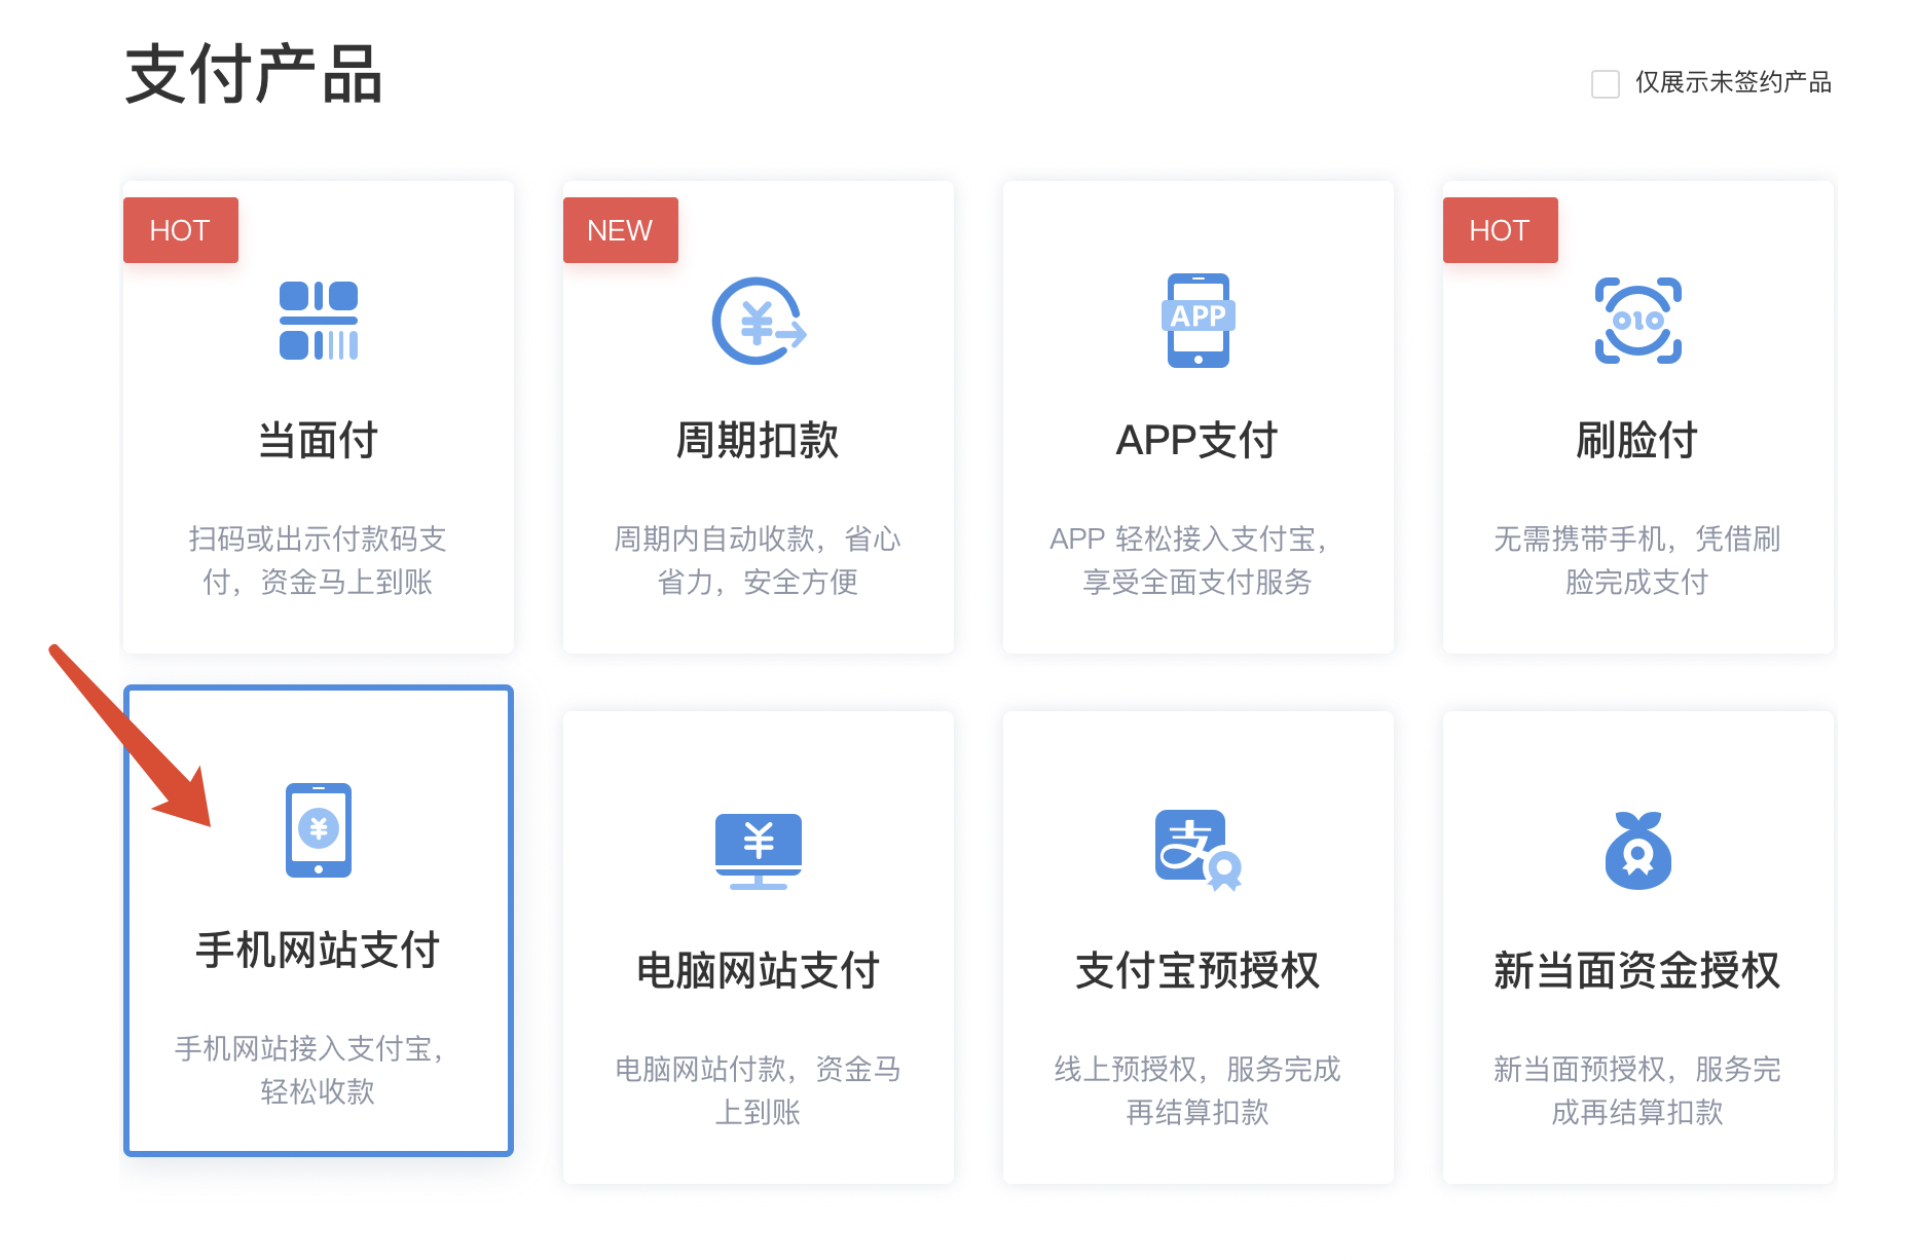 支付产品
仅展示未签约产品
HOT
当面付
扫码或出示付款码支
付，资金马上到账
NEW
周期扣款
周期内自动收款，省心
省力，安全方便
APP
APP支付
APP 轻松接入支付宝，
享受全面支付服务
HOT
刷脸付
无需携带手机，凭借刷
脸完成支付
¥
手机网站支付
手机网站接入支付宝，
轻松收款
¥
电脑网站支付
电脑网站付款，资金马
上到账
支
支付宝预授权
线上预授权，服务完成
再结算扣款
新当面资金授权
新当面预授权，服务完
成再结算扣款